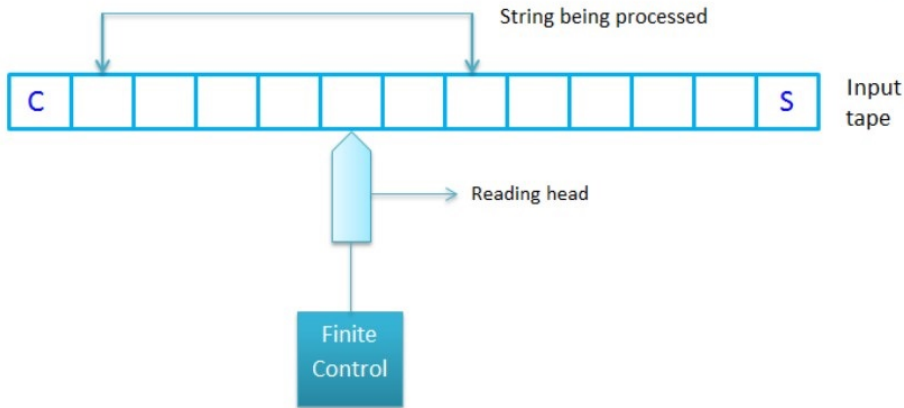 String being processed
C
S
Input
tape
Reading head
Finite
Control